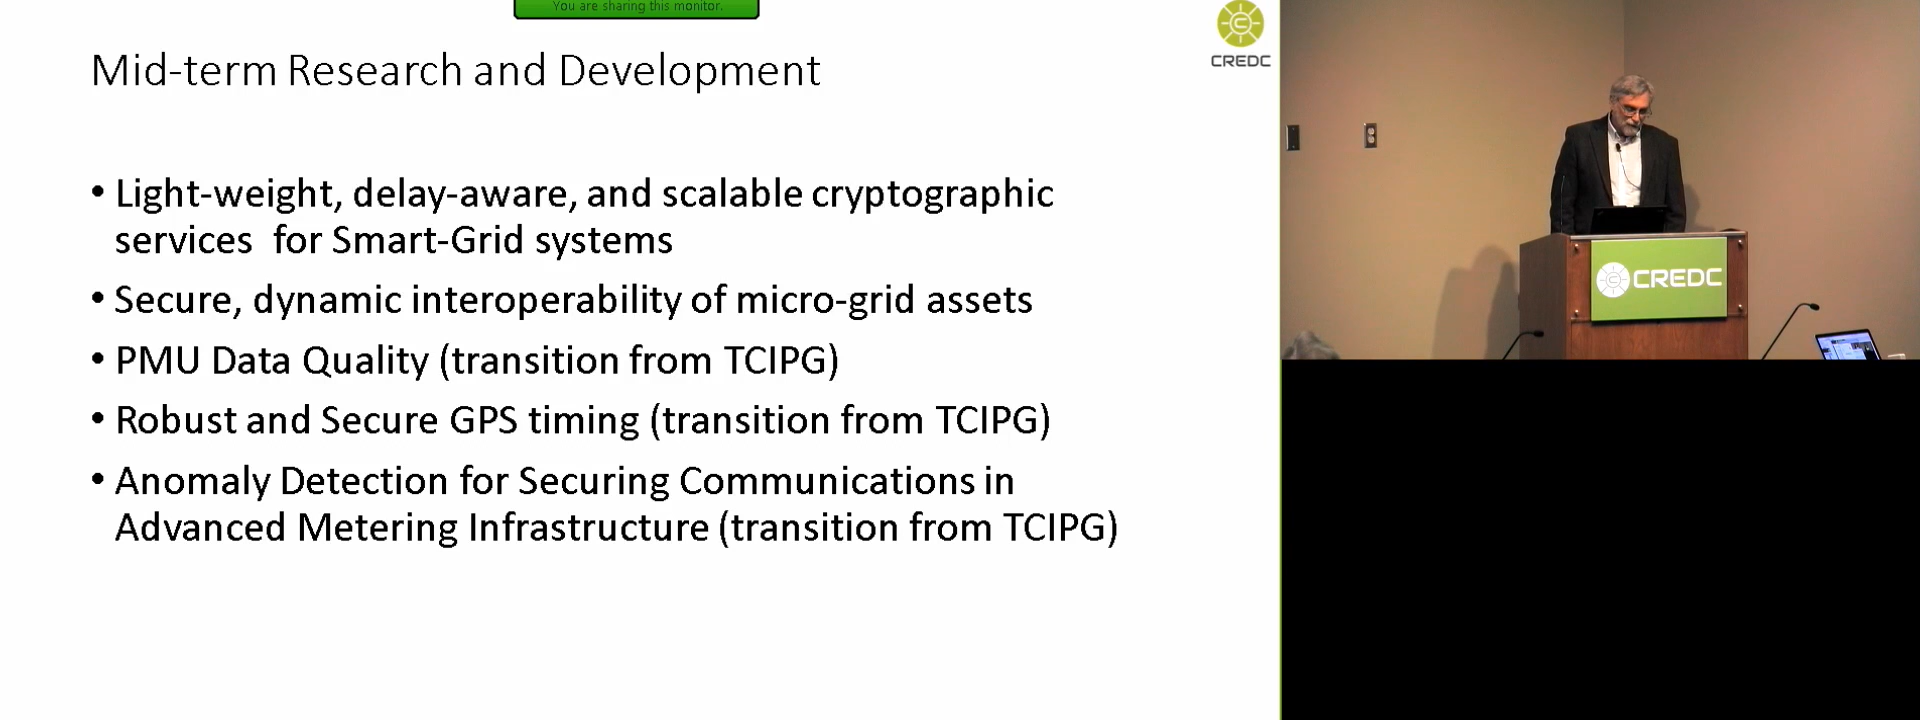 You are sharing this monitor.
Mid-term Research and Development
CREDC
• Light-weight, delay-aware, and scalable cryptographic
services for Smart-Grid systems
• Secure, dynamic interoperability of micro-grid assets
• PMU Data Quality (transition from TCIPG)
• Robust and Secure GPS timing (transition from TCIPG)
• Anomaly Detection for Securing Communications in
Advanced Metering Infrastructure (transition from TCIPG)
CREDC